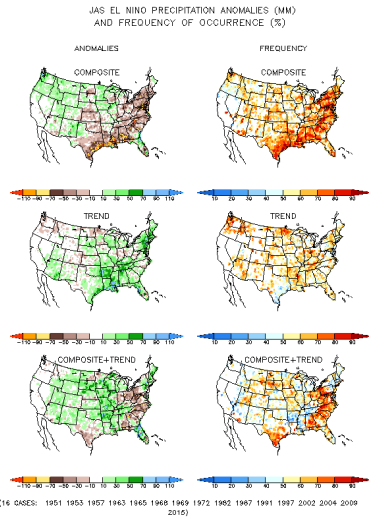 JAS EL NINO PRECIPITATION ANOMALIES (MM)
AND FREQUENCY OF OCCURRENCE (%)
ANOMALIES FREQUENCY
COMPOSITE COMPOSITE
-110 -90 -70 -50 -30 -10 10 30 50 70 90 110 10 20 30 40 50 60 70 80 90
TREND TREND
-110 -90 -70 -50 -30 -10 10 30 50 70 90 110 10 20 30 40 50 60 70 80 90
COMPOSITE+TREND COMPOSITE+TREND
-110 -90 -70 -50 -30 -10 10 30 50 70 90 110 10 20 30 40 50 60 70 80 90
(16 CASES: 1951 1953 1957 1963 1965 1968 1969 1972 1982 1987 1991 1997 2002 2004 2009
2015)